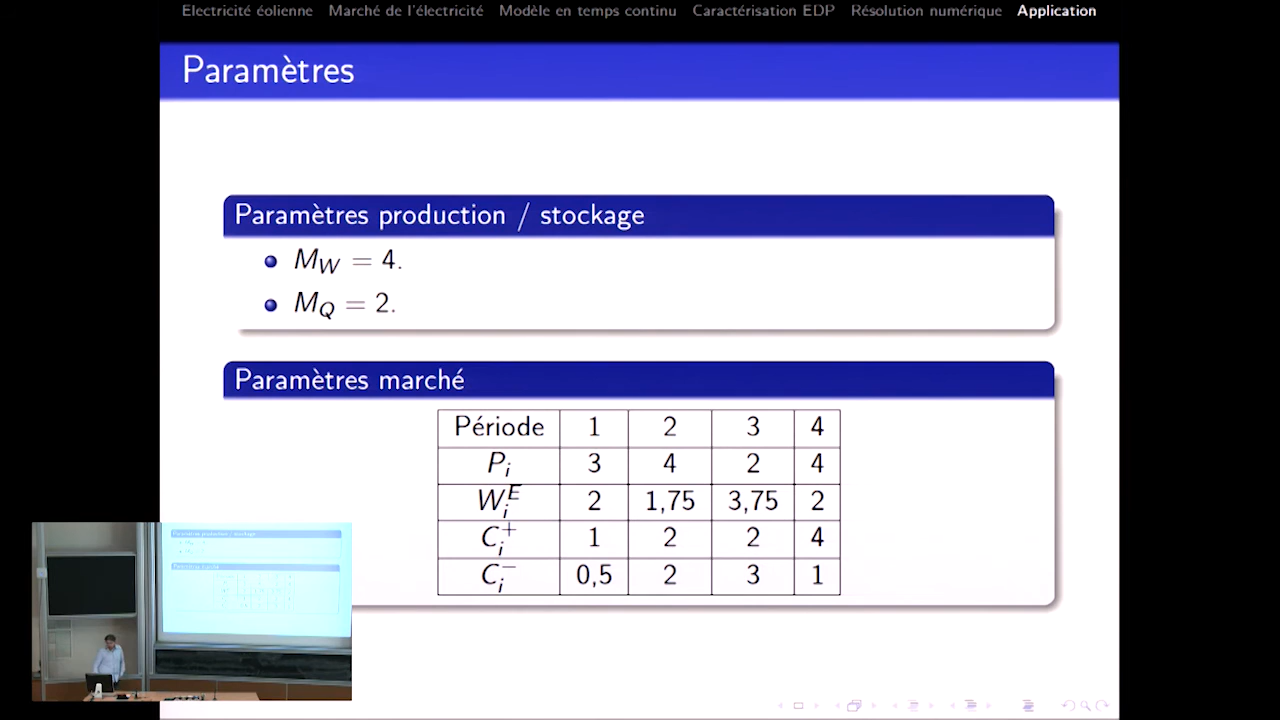 Electricité éolienne Marché de l'électricité Modèle en temps continu Caractérisation EDP Résolution numérique Application
Paramètres
Paramètres production / stockage
M_W = 4.
M_Q = 2.
Paramètres marché
Période 1 2 3 4
P_i 3 4 2 4
W_i^E 2 1,75 3,75 2
C_i^+ 1 2 2 4
C_i^- 0,5 2 3 1